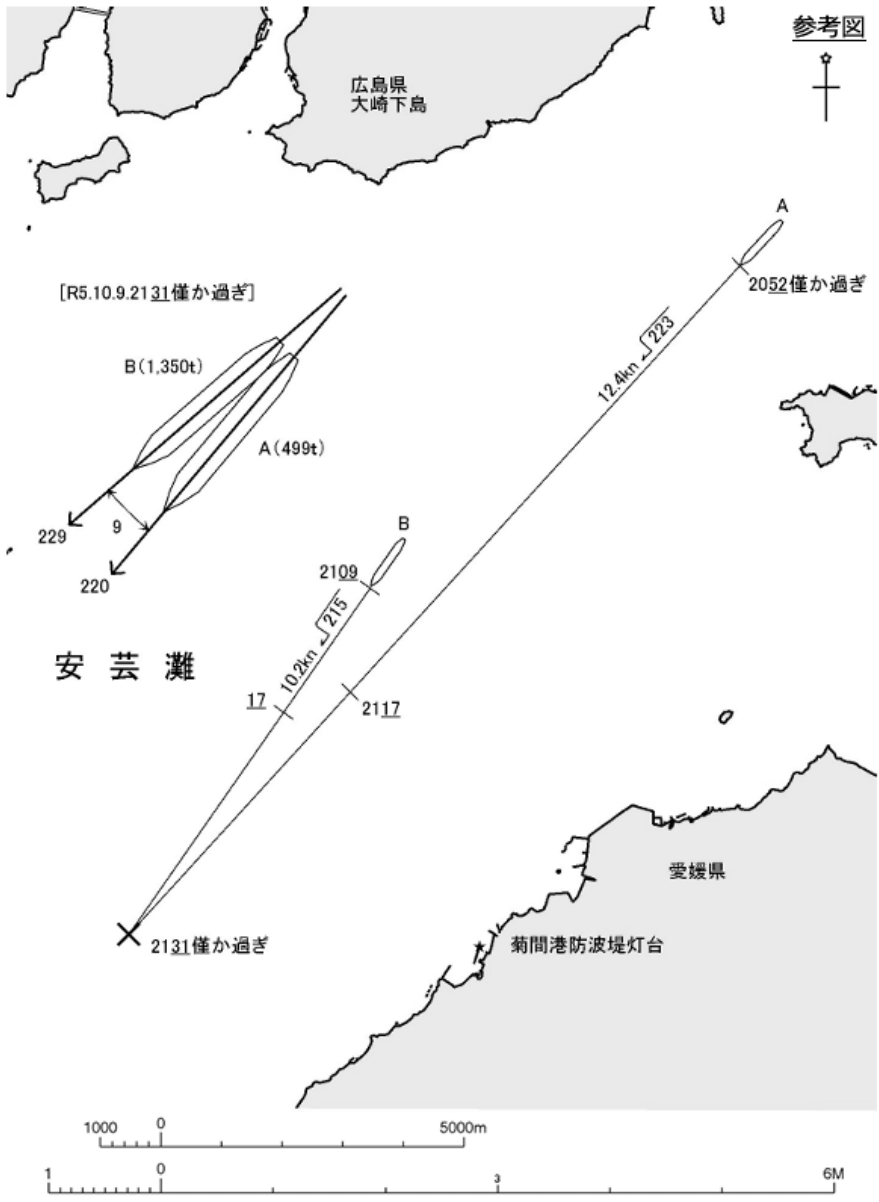 参考図
広島県
大崎下島
A
2052僅か過ぎ
[R5.10.9.2131僅か過ぎ]
223
12.4kn
B(1,350t)
A(499t)
9
229
220
B
2109
215
10.2kn
安芸灘
17
2117
愛媛県
2131僅か過ぎ
菊間港防波堤灯台
1000 0 5000m
1 0 3 6M